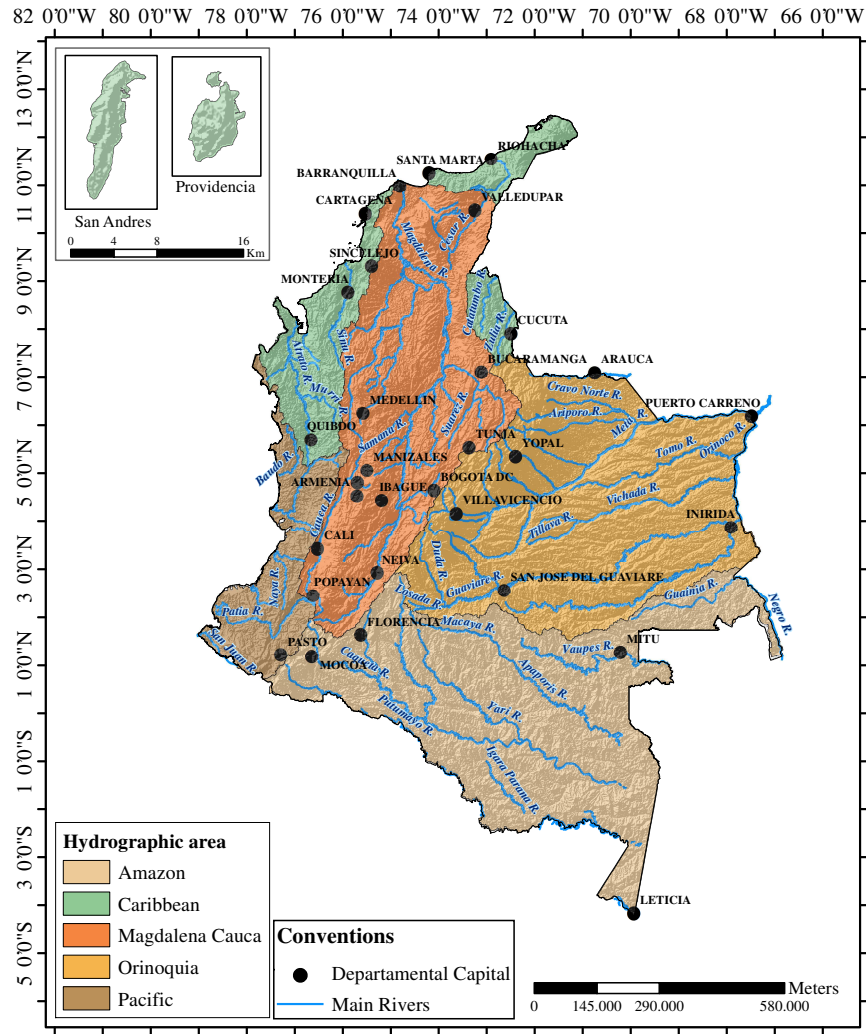 82 0'0"W 80 0'0"W 78 0'0"W 76 0'0"W 74 0'0"W 72 0'0"W 70 0'0"W 68 0'0"W 66 0'0"W
13 0'0"N
11 0'0"N
9 0'0"N
7 0'0"N
5 0'0"N
3 0'0"N
1 0'0"N
1 0'0"S
3 0'0"S
5 0'0"S
San Andres
Providencia
0 4 8 16
Km
RIOHACHA
SANTA MARTA
BARRANQUILLA
VALLEDUPAR
CARTAGENA
Cesar R.
Magdalena R.
SINCELEJO
MONTERIA
Catatumbo R.
Zulia R.
CUCUTA
Sinu R.
Atrato R.
Murri R.
BUCARAMANGA
ARAUCA
Cravo Norte R.
PUERTO CARRENO
MEDELLIN
Suarez R.
Ariporo R.
Meta R.
QUIBDO
Samana R.
TUNJA
YOPAL
Tomo R.
Orinoco R.
Baudo R.
MANIZALES
ARMENIA
IBAGUE
BOGOTA DC
VILLAVICENCIO
Vichada R.
Cauca R.
Tillava R.
INIRIDA
CALI
Duda R.
NEIVA
Naya R.
POPAYAN
Losada R.
Guaviare R.
SAN JOSE DEL GUAVIARE
Guainia R.
Negro R.
Patia R.
FLORENCIA
Macaya R.
San Juan R.
PASTO
MOCOA
Caqueta R.
Vaupes R.
MITU
Apaporis R.
Putumayo R.
Yari R.
Igara Parana R.
LETICIA
Hydrographic area
Amazon
Caribbean
Magdalena Cauca
Orinoquia
Pacific
Conventions
Departamental Capital
Main Rivers
Meters
0 145.000 290.000 580.000